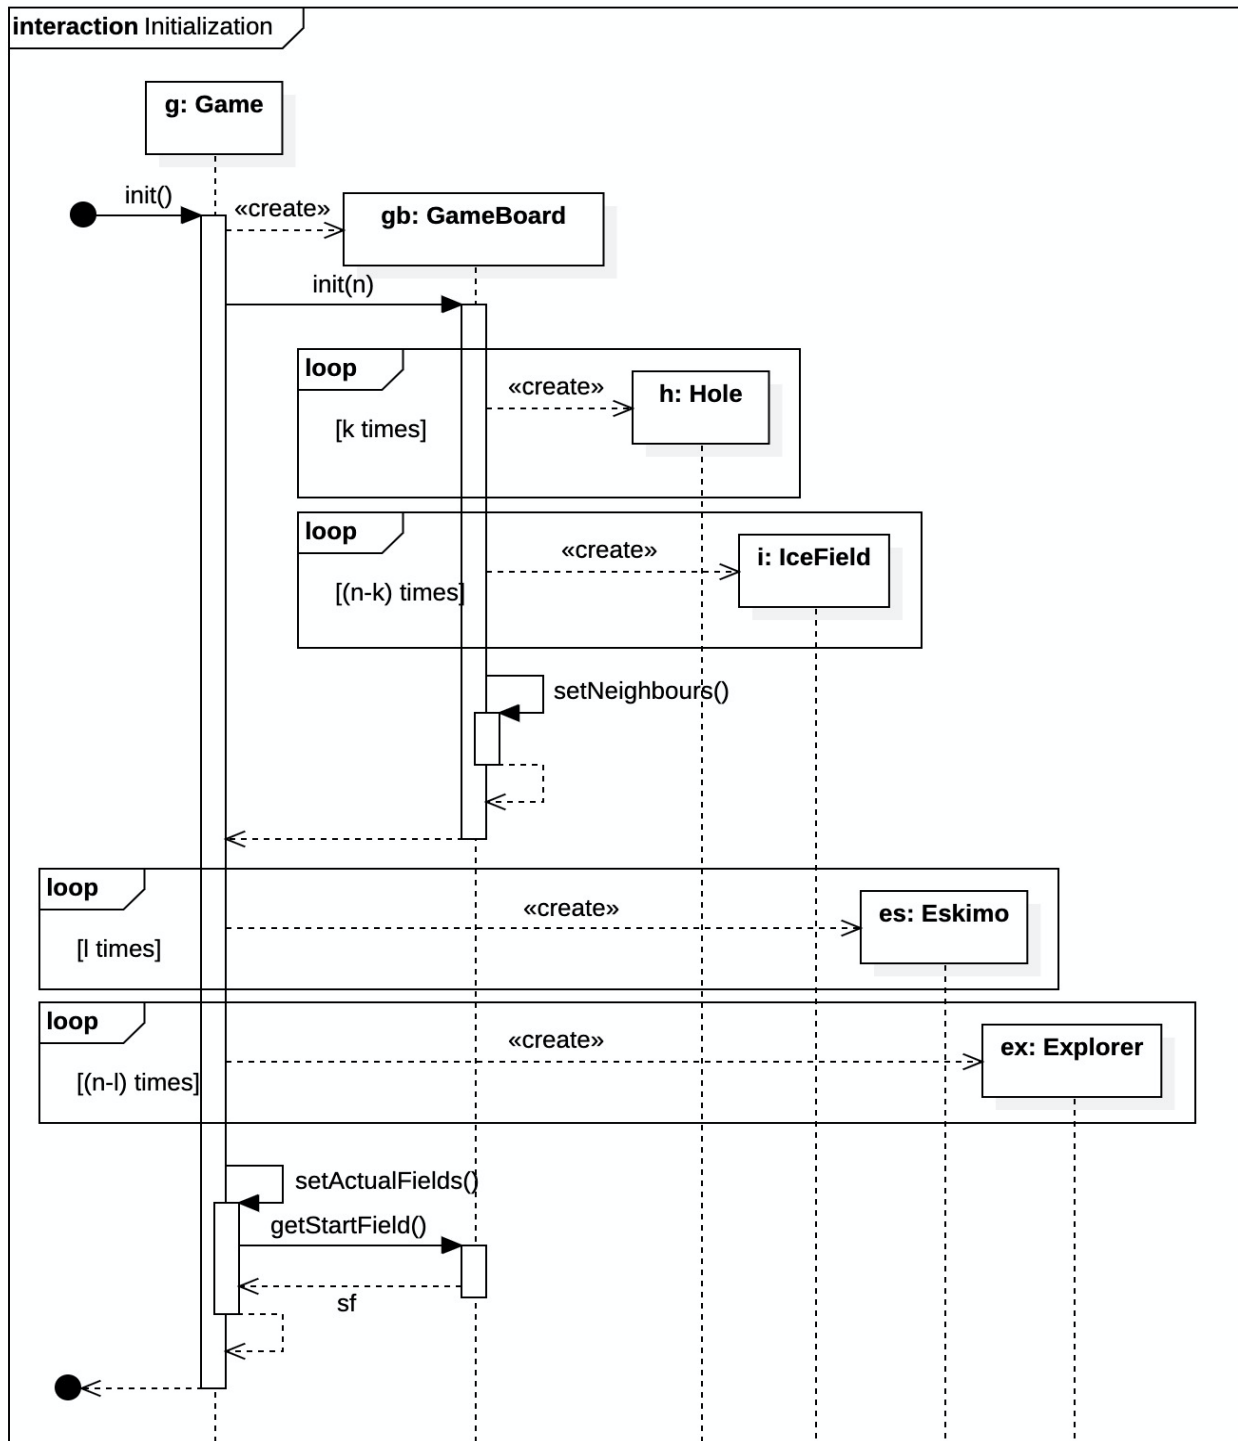 interaction Initialization
g: Game
init()
«create»
gb: GameBoard
init(n)
loop
«create»
h: Hole
[k times]
loop
«create»
i: IceField
[(n-k) times]
setNeighbours()
loop
«create»
es: Eskimo
[l times]
loop
«create»
ex: Explorer
[(n-l) times]
setActualFields()
getStartField()
sf